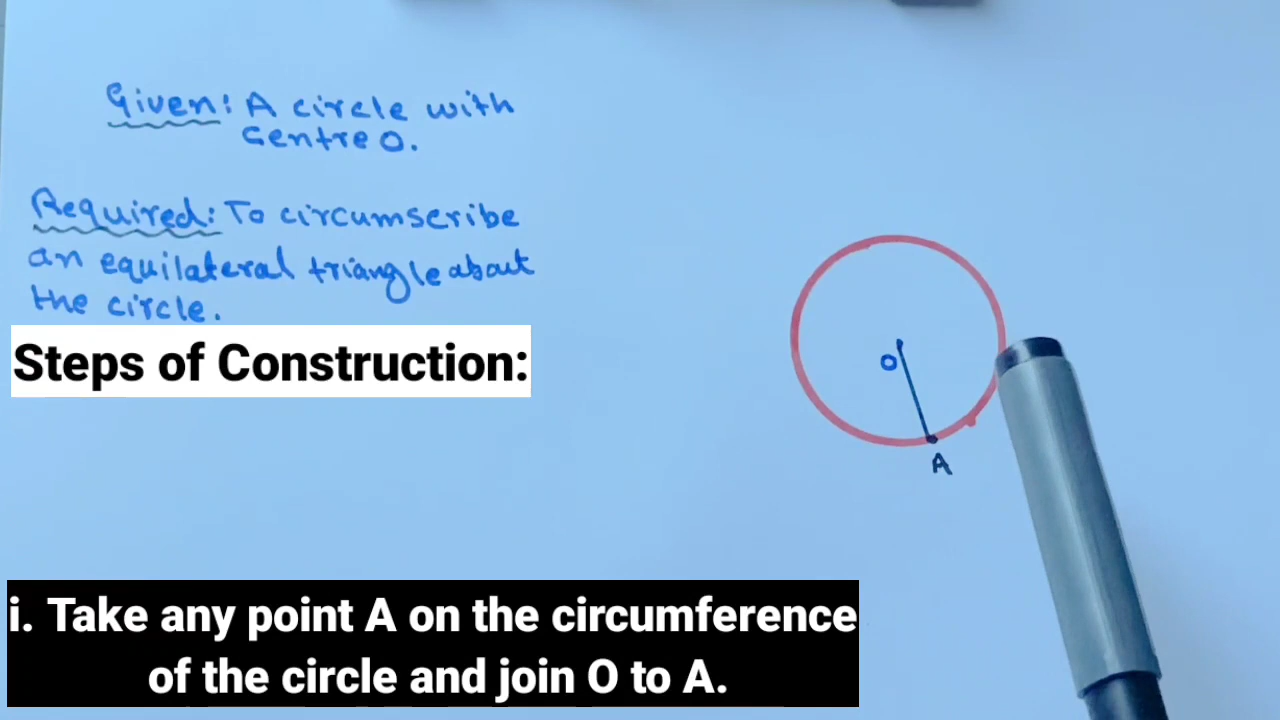 Given: A circle with
Centre O.
Required: To circumscribe
an equilateral triangle about
the circle.
Steps of Construction:
O
A
i. Take any point A on the circumference
of the circle and join O to A.